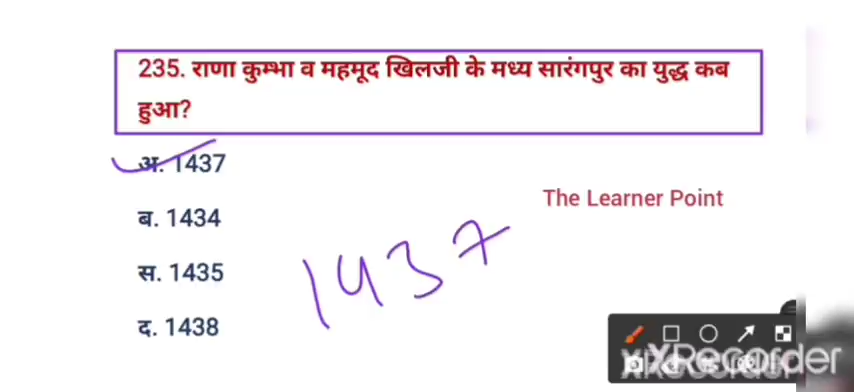 235. राणा कुम्भा व महमूद खिलजी के मध्य सारंगपुर का युद्ध कब
हुआ?
अ. 1437
The Learner Point
ब. 1434
1437
स. 1435
द. 1438
XRecorder